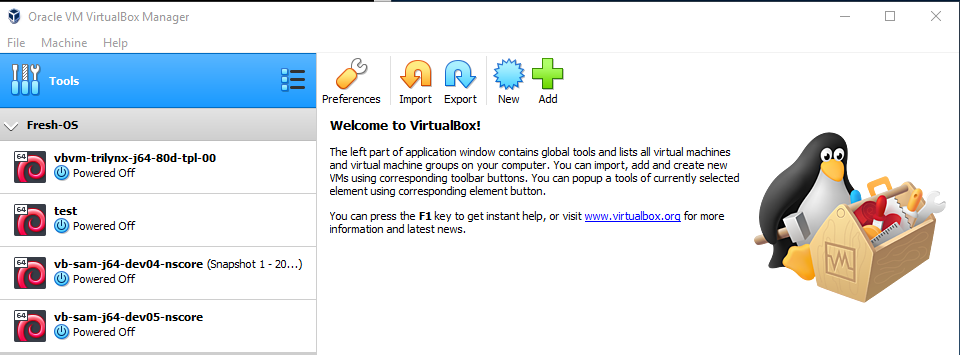 Oracle VM VirtualBox Manager
File Machine Help
Tools
Preferences Import Export New Add
Fresh-OS
Welcome to VirtualBox!
64 vbvm-trilynx-j64-80d-tpl-00
Powered Off
The left part of application window contains global tools and lists all virtual machines
and virtual machine groups on your computer. You can import, add and create new
VMs using corresponding toolbar buttons. You can popup a tools of currently selected
element using corresponding element button.
64 test
Powered Off
You can press the F1 key to get instant help, or visit www.virtualbox.org for more
information and latest news.
64 vb-sam-j64-dev04-nscore (Snapshot 1 - 20...)
Powered Off
64 vb-sam-j64-dev05-nscore
Powered Off